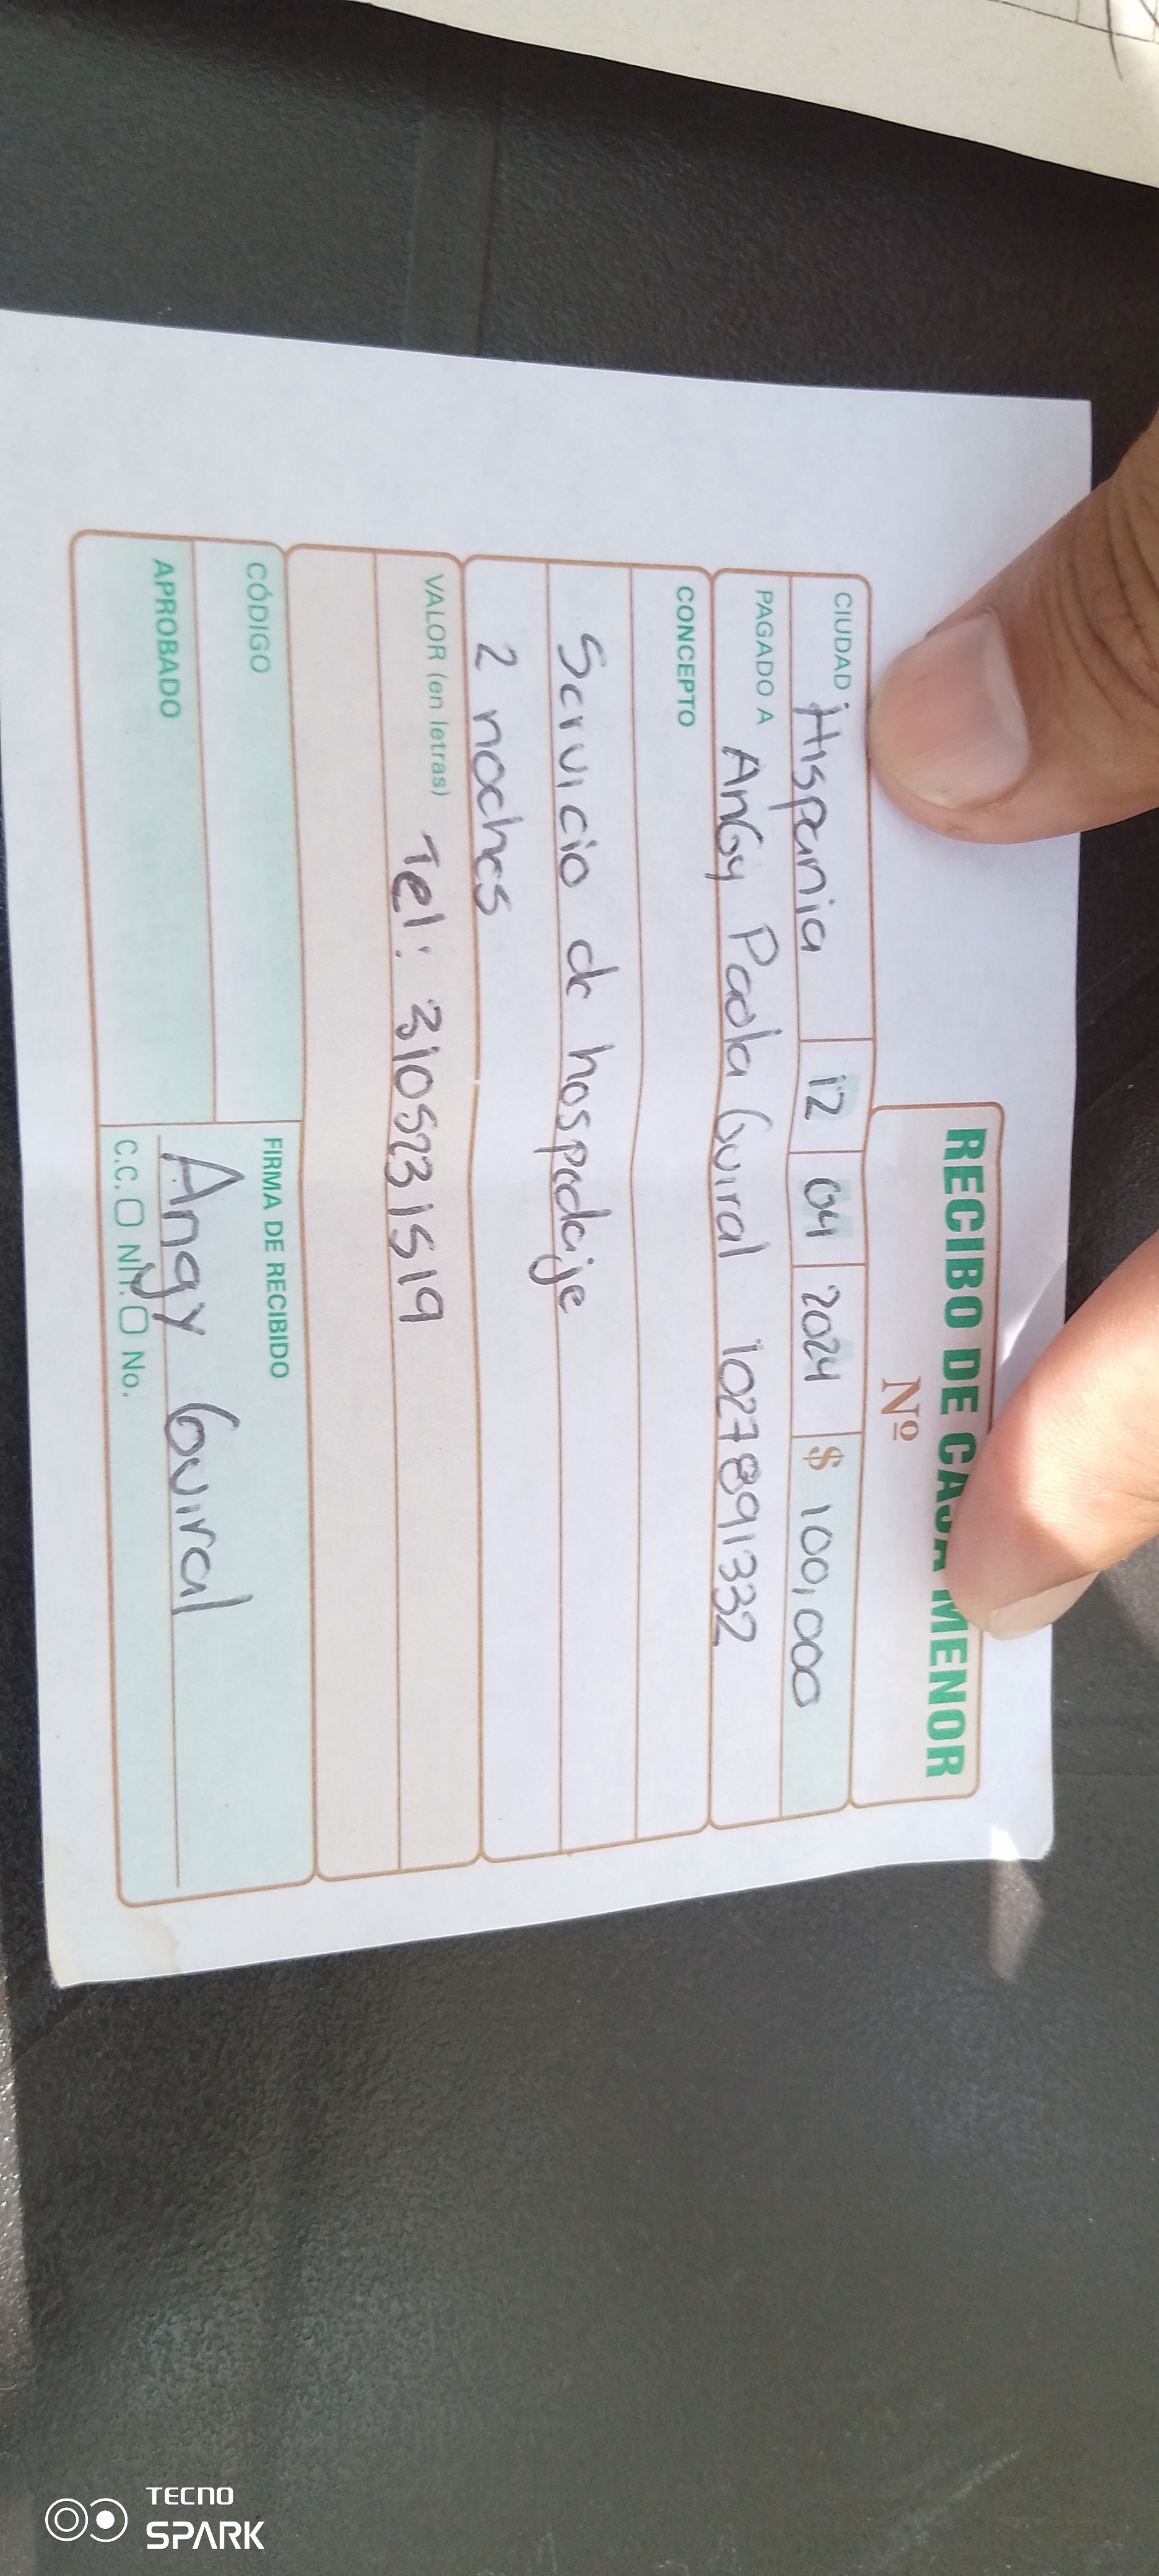 RECIBO DE CAJA MENOR
Nº
CIUDAD Hispania 12 04 2024 $ 100,000
PAGADO A AnGy Paola Guiral 1027891332
CONCEPTO
Servicio de hospedaje
2 noches
VALOR (en letras) Tel: 3105231519
CÓDIGO
APROBADO
FIRMA DE RECIBIDO
Angy Guiral
C.C. NIT. No.
TECNO
SPARK